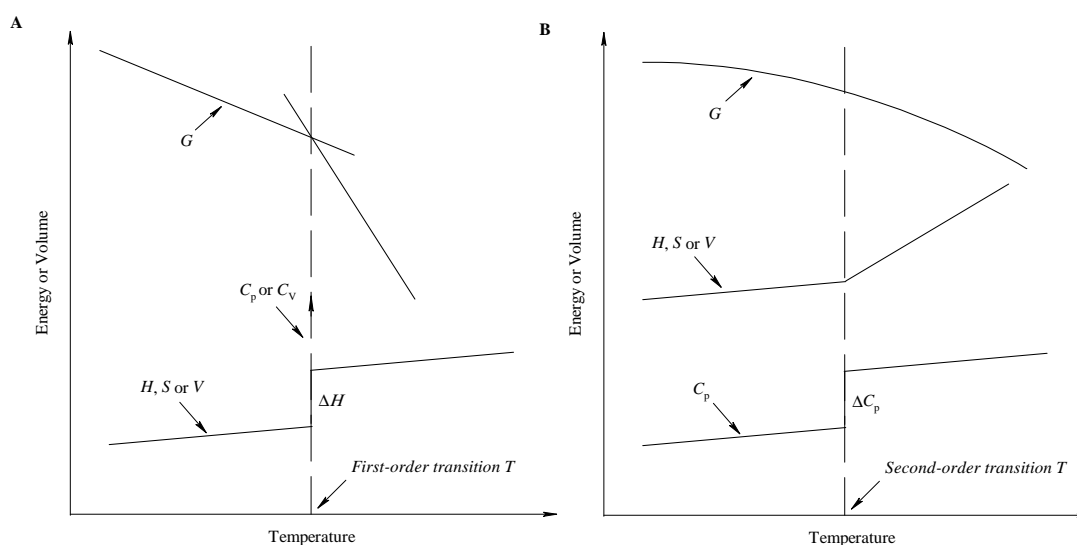 A
G
Energy or Volume
Cp or CV
H, S or V
ΔH
First-order transition T
Temperature
B
G
Energy or Volume
H, S or V
Cp
ΔCp
Second-order transition T
Temperature